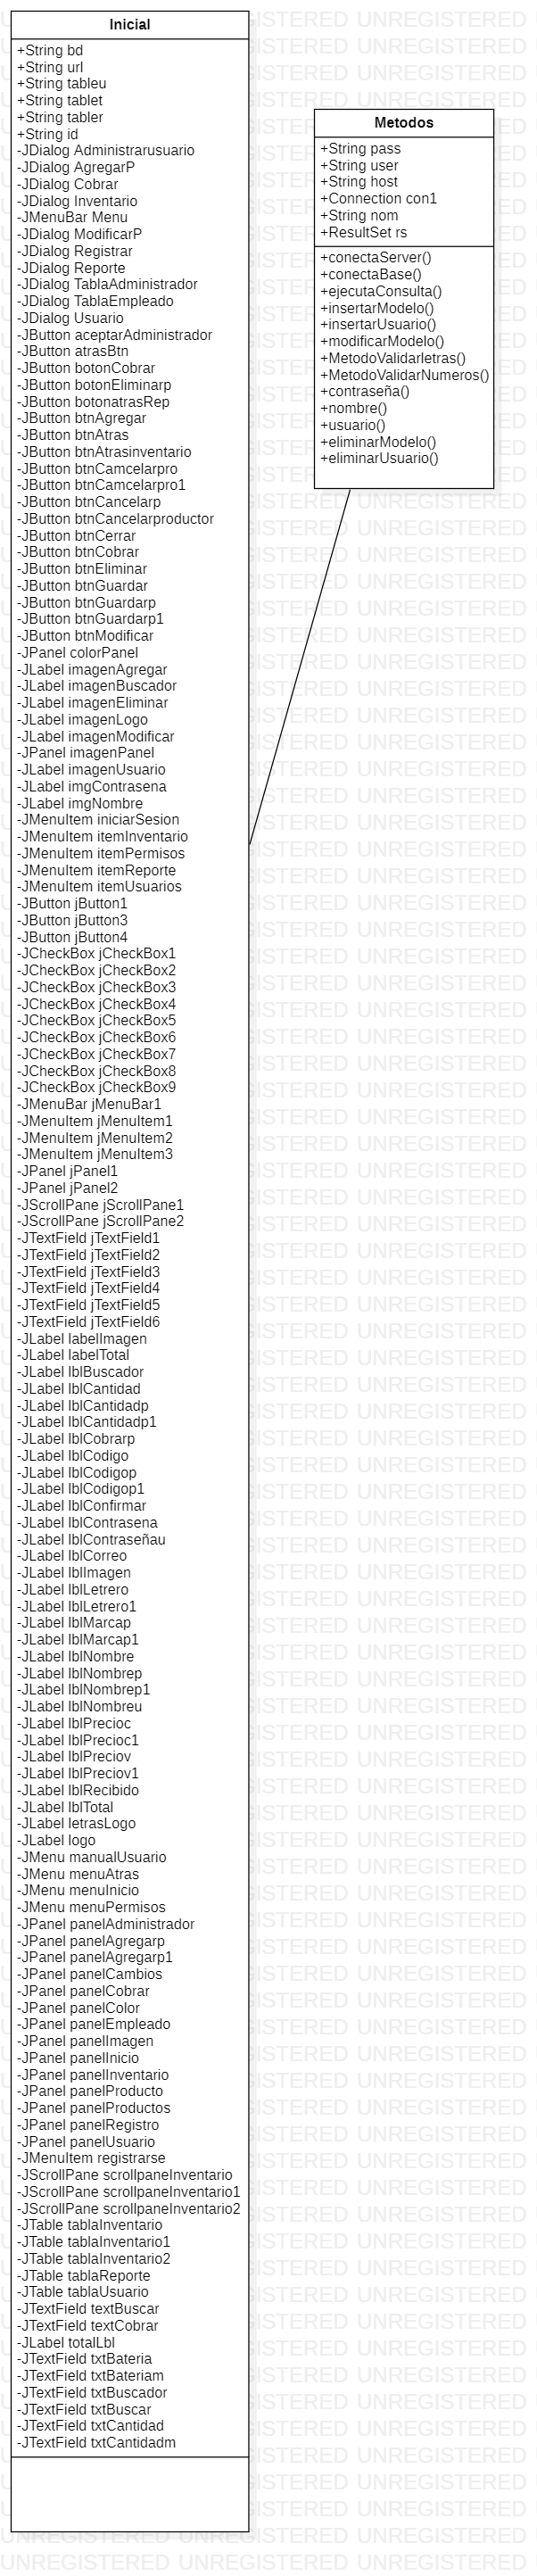 Inicial
+String bd
+String url
+String tableu
+String tablet
+String tabler
+String id
-JDialog Administrarusuario
-JDialog AgregarP
-JDialog Cobrar
-JDialog Inventario
-JMenuBar Menu
-JDialog ModificarP
-JDialog Registrar
-JDialog Reporte
-JDialog TablaAdministrador
-JDialog TablaEmpleado
-JDialog Usuario
-JButton aceptarAdministrador
-JButton atrasBtn
-JButton botonCobrar
-JButton botonEliminarp
-JButton botonatrasRep
-JButton btnAgregar
-JButton btnAtras
-JButton btnAtrasinventario
-JButton btnCamcelarpro
-JButton btnCamcelarpro1
-JButton btnCancelarp
-JButton btnCancelarproductor
-JButton btnCerrar
-JButton btnCobrar
-JButton btnEliminar
-JButton btnGuardar
-JButton btnGuardarp
-JButton btnGuardarp1
-JButton btnModificar
-JPanel colorPanel
-JLabel imagenAgregar
-JLabel imagenBuscador
-JLabel imagenEliminar
-JLabel imagenLogo
-JLabel imagenModificar
-JPanel imagenPanel
-JLabel imagenUsuario
-JLabel imgContrasena
-JLabel imgNombre
-JMenuItem iniciarSesion
-JMenuItem itemInventario
-JMenuItem itemPermisos
-JMenuItem itemReporte
-JMenuItem itemUsuarios
-JButton jButton1
-JButton jButton3
-JButton jButton4
-JCheckBox jCheckBox1
-JCheckBox jCheckBox2
-JCheckBox jCheckBox3
-JCheckBox jCheckBox4
-JCheckBox jCheckBox5
-JCheckBox jCheckBox6
-JCheckBox jCheckBox7
-JCheckBox jCheckBox8
-JCheckBox jCheckBox9
-JMenuBar jMenuBar1
-JMenuItem jMenuItem1
-JMenuItem jMenuItem2
-JMenuItem jMenuItem3
-JPanel jPanel1
-JPanel jPanel2
-JScrollPane jScrollPane1
-JScrollPane jScrollPane2
-JTextField jTextField1
-JTextField jTextField2
-JTextField jTextField3
-JTextField jTextField4
-JTextField jTextField5
-JTextField jTextField6
-JLabel labelImagen
-JLabel labelTotal
-JLabel lblBuscador
-JLabel lblCantidad
-JLabel lblCantidadp
-JLabel lblCantidadp1
-JLabel lblCobrarp
-JLabel lblCodigo
-JLabel lblCodigop
-JLabel lblCodigop1
-JLabel lblConfirmar
-JLabel lblContrasena
-JLabel lblContraseñau
-JLabel lblCorreo
-JLabel lblImagen
-JLabel lblLetrero
-JLabel lblLetrero1
-JLabel lblMarcap
-JLabel lblMarcap1
-JLabel lblNombre
-JLabel lblNombrep
-JLabel lblNombrep1
-JLabel lblNombreu
-JLabel lblPrecioc
-JLabel lblPrecioc1
-JLabel lblPreciov
-JLabel lblPreciov1
-JLabel lblRecibido
-JLabel lblTotal
-JLabel letrasLogo
-JLabel logo
-JMenu manualUsuario
-JMenu menuAtras
-JMenu menuInicio
-JMenu menuPermisos
-JPanel panelAdministrador
-JPanel panelAgregarp
-JPanel panelAgregarp1
-JPanel panelCambios
-JPanel panelCobrar
-JPanel panelColor
-JPanel panelEmpleado
-JPanel panelImagen
-JPanel panelInicio
-JPanel panelInventario
-JPanel panelProducto
-JPanel panelProductos
-JPanel panelRegistro
-JPanel panelUsuario
-JMenuItem registrarse
-JScrollPane scrollpaneInventario
-JScrollPane scrollpaneInventario1
-JScrollPane scrollpaneInventario2
-JTable tablaInventario
-JTable tablaInventario1
-JTable tablaInventario2
-JTable tablaReporte
-JTable tablaUsuario
-JTextField textBuscar
-JTextField textCobrar
-JLabel totalLbl
-JTextField txtBateria
-JTextField txtBateriam
-JTextField txtBuscador
-JTextField txtBuscar
-JTextField txtCantidad
-JTextField txtCantidadm
Metodos
+String pass
+String user
+String host
+Connection con1
+String nom
+ResultSet rs
+conectaServer()
+conectaBase()
+ejecutaConsulta()
+insertarModelo()
+insertarUsuario()
+modificarModelo()
+MetodoValidarletras()
+MetodoValidarNumeros()
+contraseña()
+nombre()
+usuario()
+eliminarModelo()
+eliminarUsuario()
UNREGISTERED